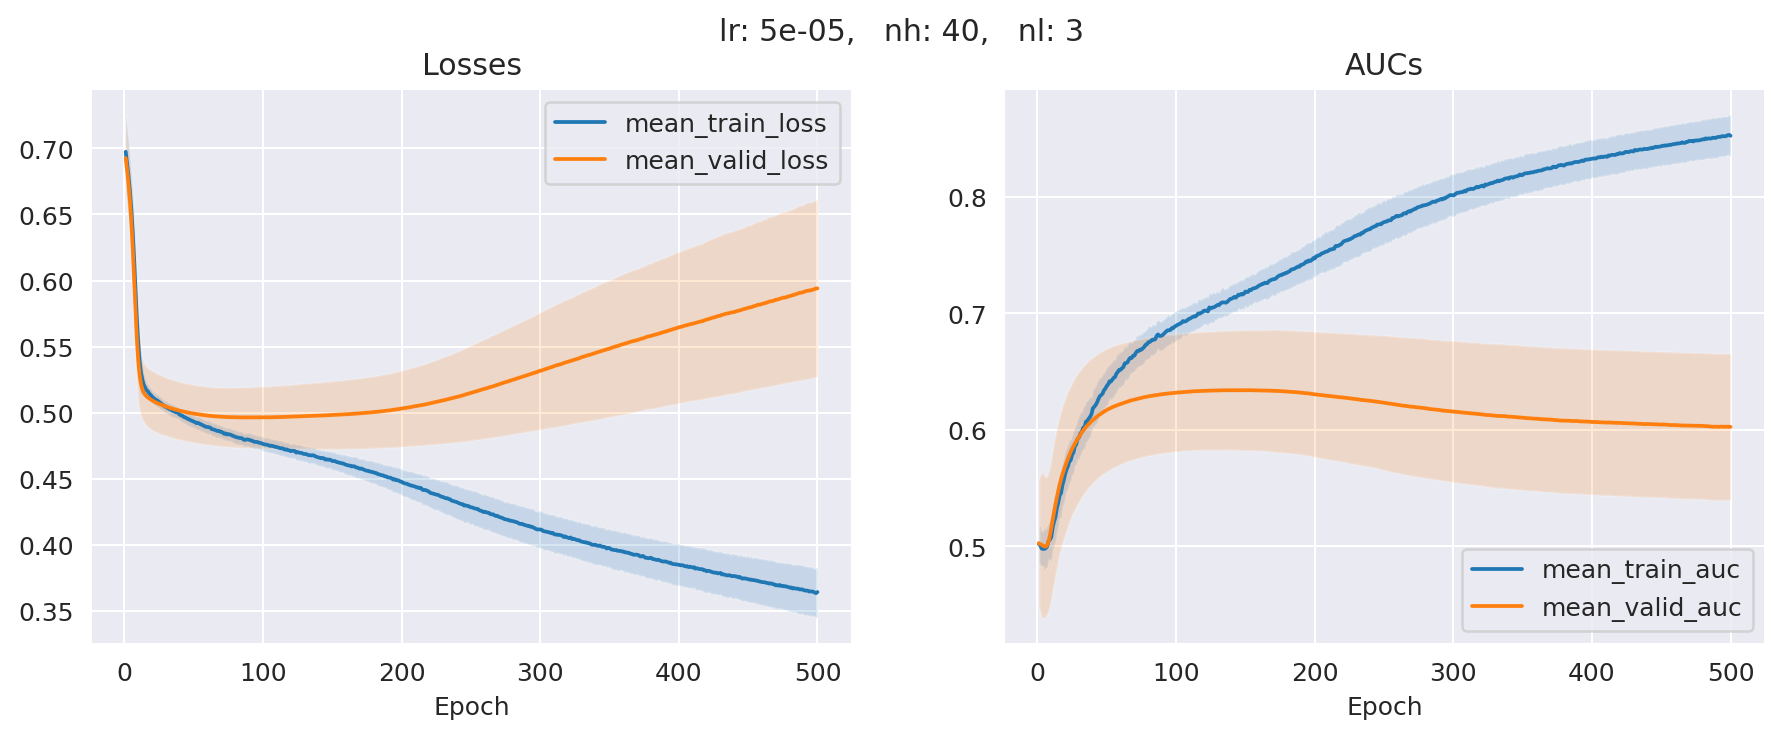 lr: 5e-05,   nh: 40,   nl: 3
Losses
mean_train_loss
mean_valid_loss
0.70
0.65
0.60
0.55
0.50
0.45
0.40
0.35
0 100 200 300 400 500
Epoch
AUCs
0.8
0.7
0.6
0.5
mean_train_auc
mean_valid_auc
0 100 200 300 400 500
Epoch